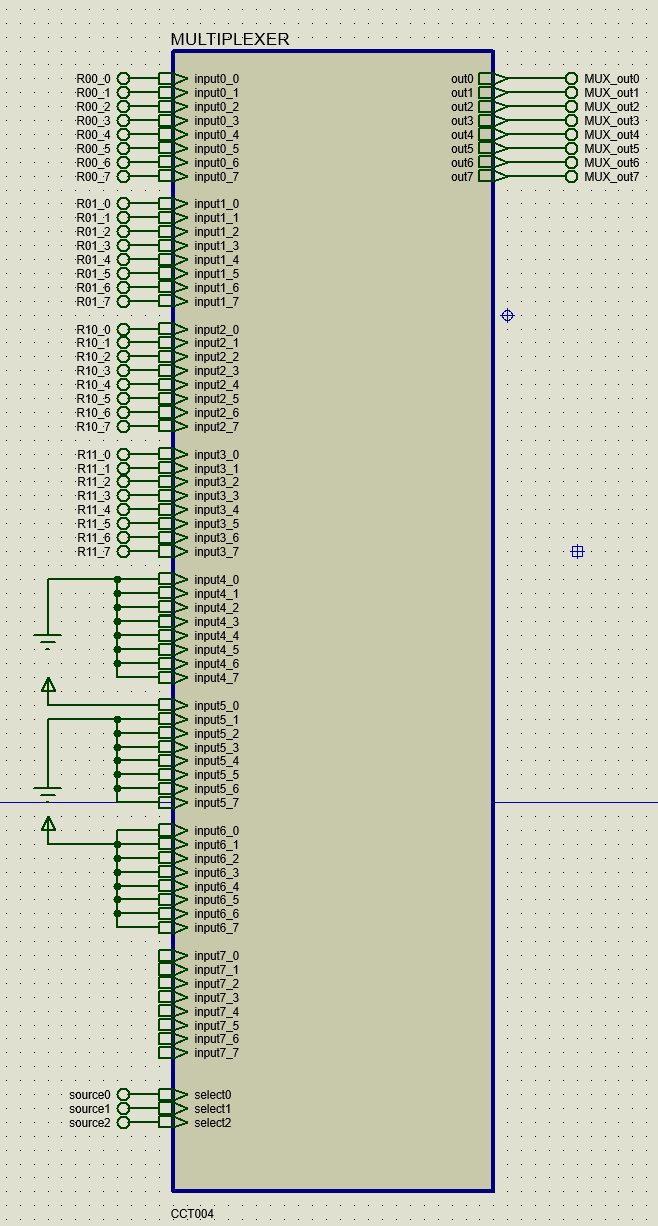 MULTIPLEXER
R00_0 input0_0 out0 MUX_out0
R00_1 input0_1 out1 MUX_out1
R00_2 input0_2 out2 MUX_out2
R00_3 input0_3 out3 MUX_out3
R00_4 input0_4 out4 MUX_out4
R00_5 input0_5 out5 MUX_out5
R00_6 input0_6 out6 MUX_out6
R00_7 input0_7 out7 MUX_out7
R01_0 input1_0
R01_1 input1_1
R01_2 input1_2
R01_3 input1_3
R01_4 input1_4
R01_5 input1_5
R01_6 input1_6
R01_7 input1_7
R10_0 input2_0
R10_1 input2_1
R10_2 input2_2
R10_3 input2_3
R10_4 input2_4
R10_5 input2_5
R10_6 input2_6
R10_7 input2_7
R11_0 input3_0
R11_1 input3_1
R11_2 input3_2
R11_3 input3_3
R11_4 input3_4
R11_5 input3_5
R11_6 input3_6
R11_7 input3_7
input4_0
input4_1
input4_2
input4_3
input4_4
input4_5
input4_6
input4_7
input5_0
input5_1
input5_2
input5_3
input5_4
input5_5
input5_6
input5_7
input6_0
input6_1
input6_2
input6_3
input6_4
input6_5
input6_6
input6_7
input7_0
input7_1
input7_2
input7_3
input7_4
input7_5
input7_6
input7_7
source0 select0
source1 select1
source2 select2
CCT004